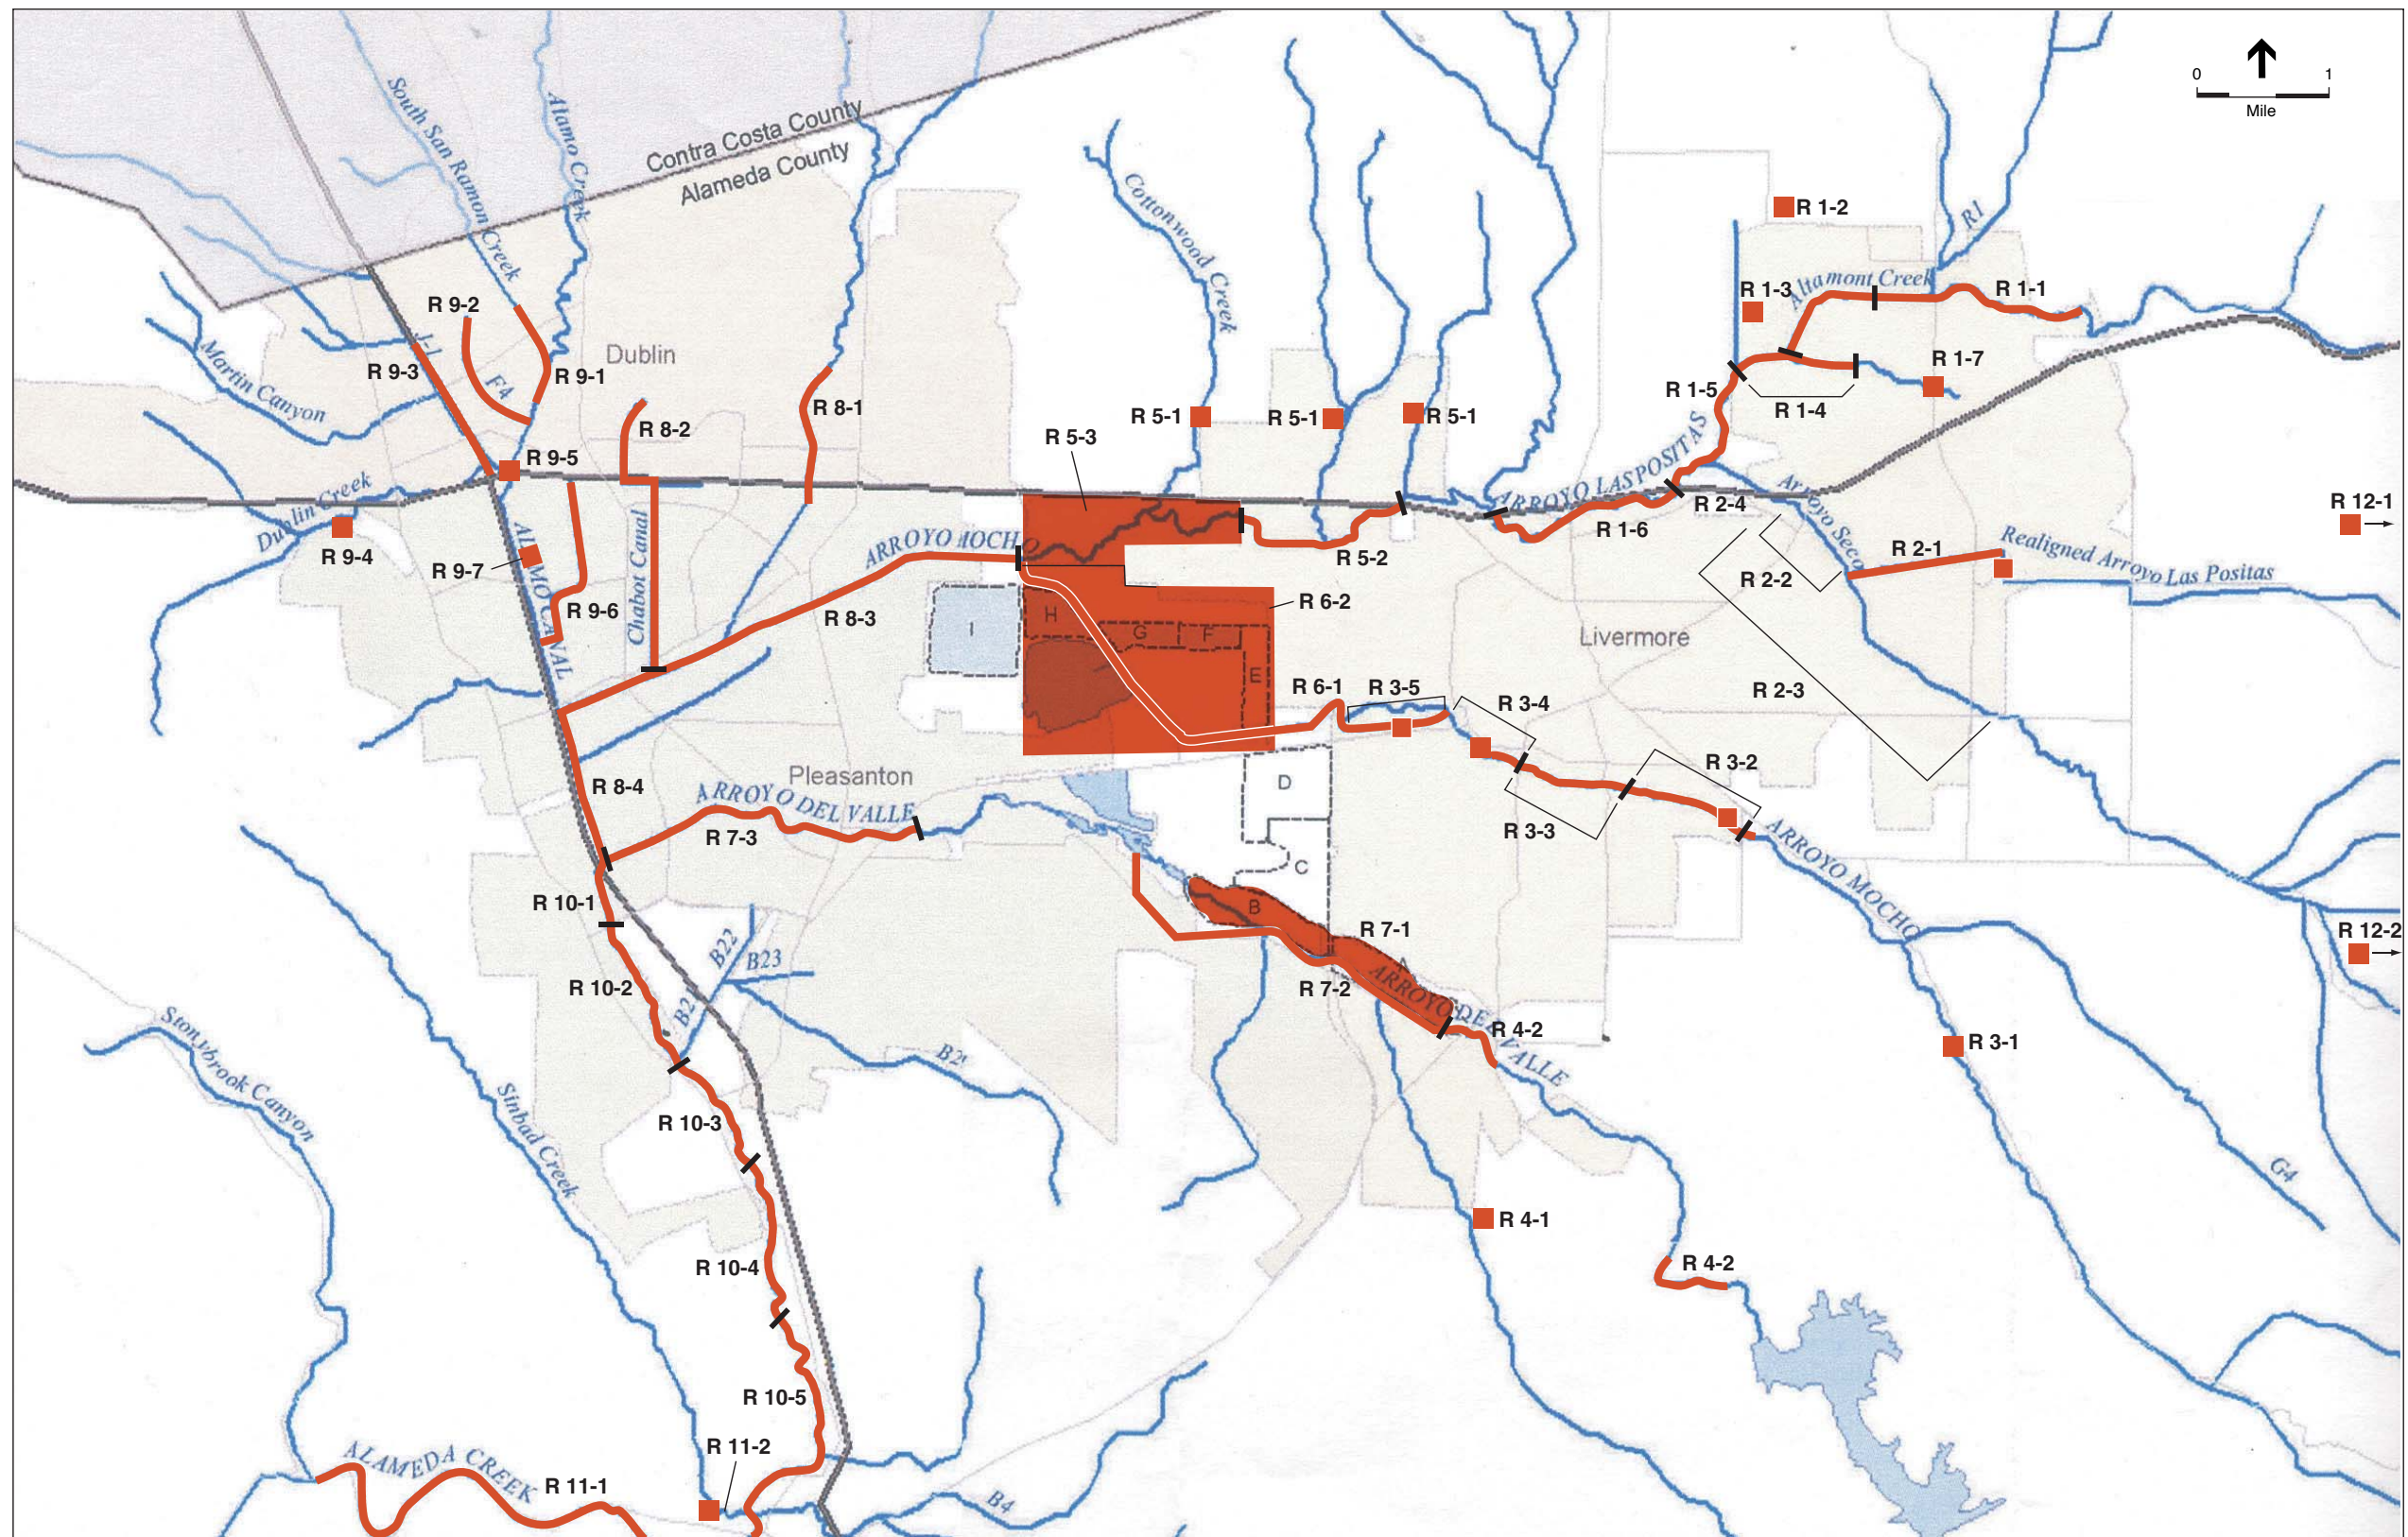 0 1
Mile
South San Ramon Creek
Alamo Creek
Contra Costa County
Alameda County
Cottonwood Creek
R 1-2
R1
R 1-3
Altamont Creek
R 1-1
R 9-2
J-1
R 9-3
F4
R 9-1
Dublin
Martin Canyon
R 8-1
R 8-2
R 5-3
R 5-1
R 5-1
R 5-1
R 1-5
R 1-4
R 1-7
R 9-5
ARROYO LAS POSITAS
Dublin Creek
R 9-4
R 9-7
ALAMO CANAL
R 9-6
Chabot Canal
ARROYO MOCHO
R 8-3
R 5-2
R 1-6
R 2-4
Arroyo Seco
R 2-1
Realigned Arroyo Las Positas
R 12-1
R 2-2
R 6-2
I
H
G
F
E
Livermore
R 2-3
R 6-1
R 3-5
R 3-4
R 3-2
R 3-3
R 8-4
Pleasanton
ARROYO DEL VALLE
R 7-3
D
C
B
A
ARROYO MOCHO
R 10-1
B22
B23
R 7-1
R 7-2
ARROYO DEL VALLE
R 4-2
R 12-2
R 10-2
R 3-1
Stonybrook Canyon
Sinbad Creek
R 10-3
G4
R 4-1
R 10-4
R 4-2
R 10-5
R 11-2
ALAMEDA CREEK
R 11-1
B4